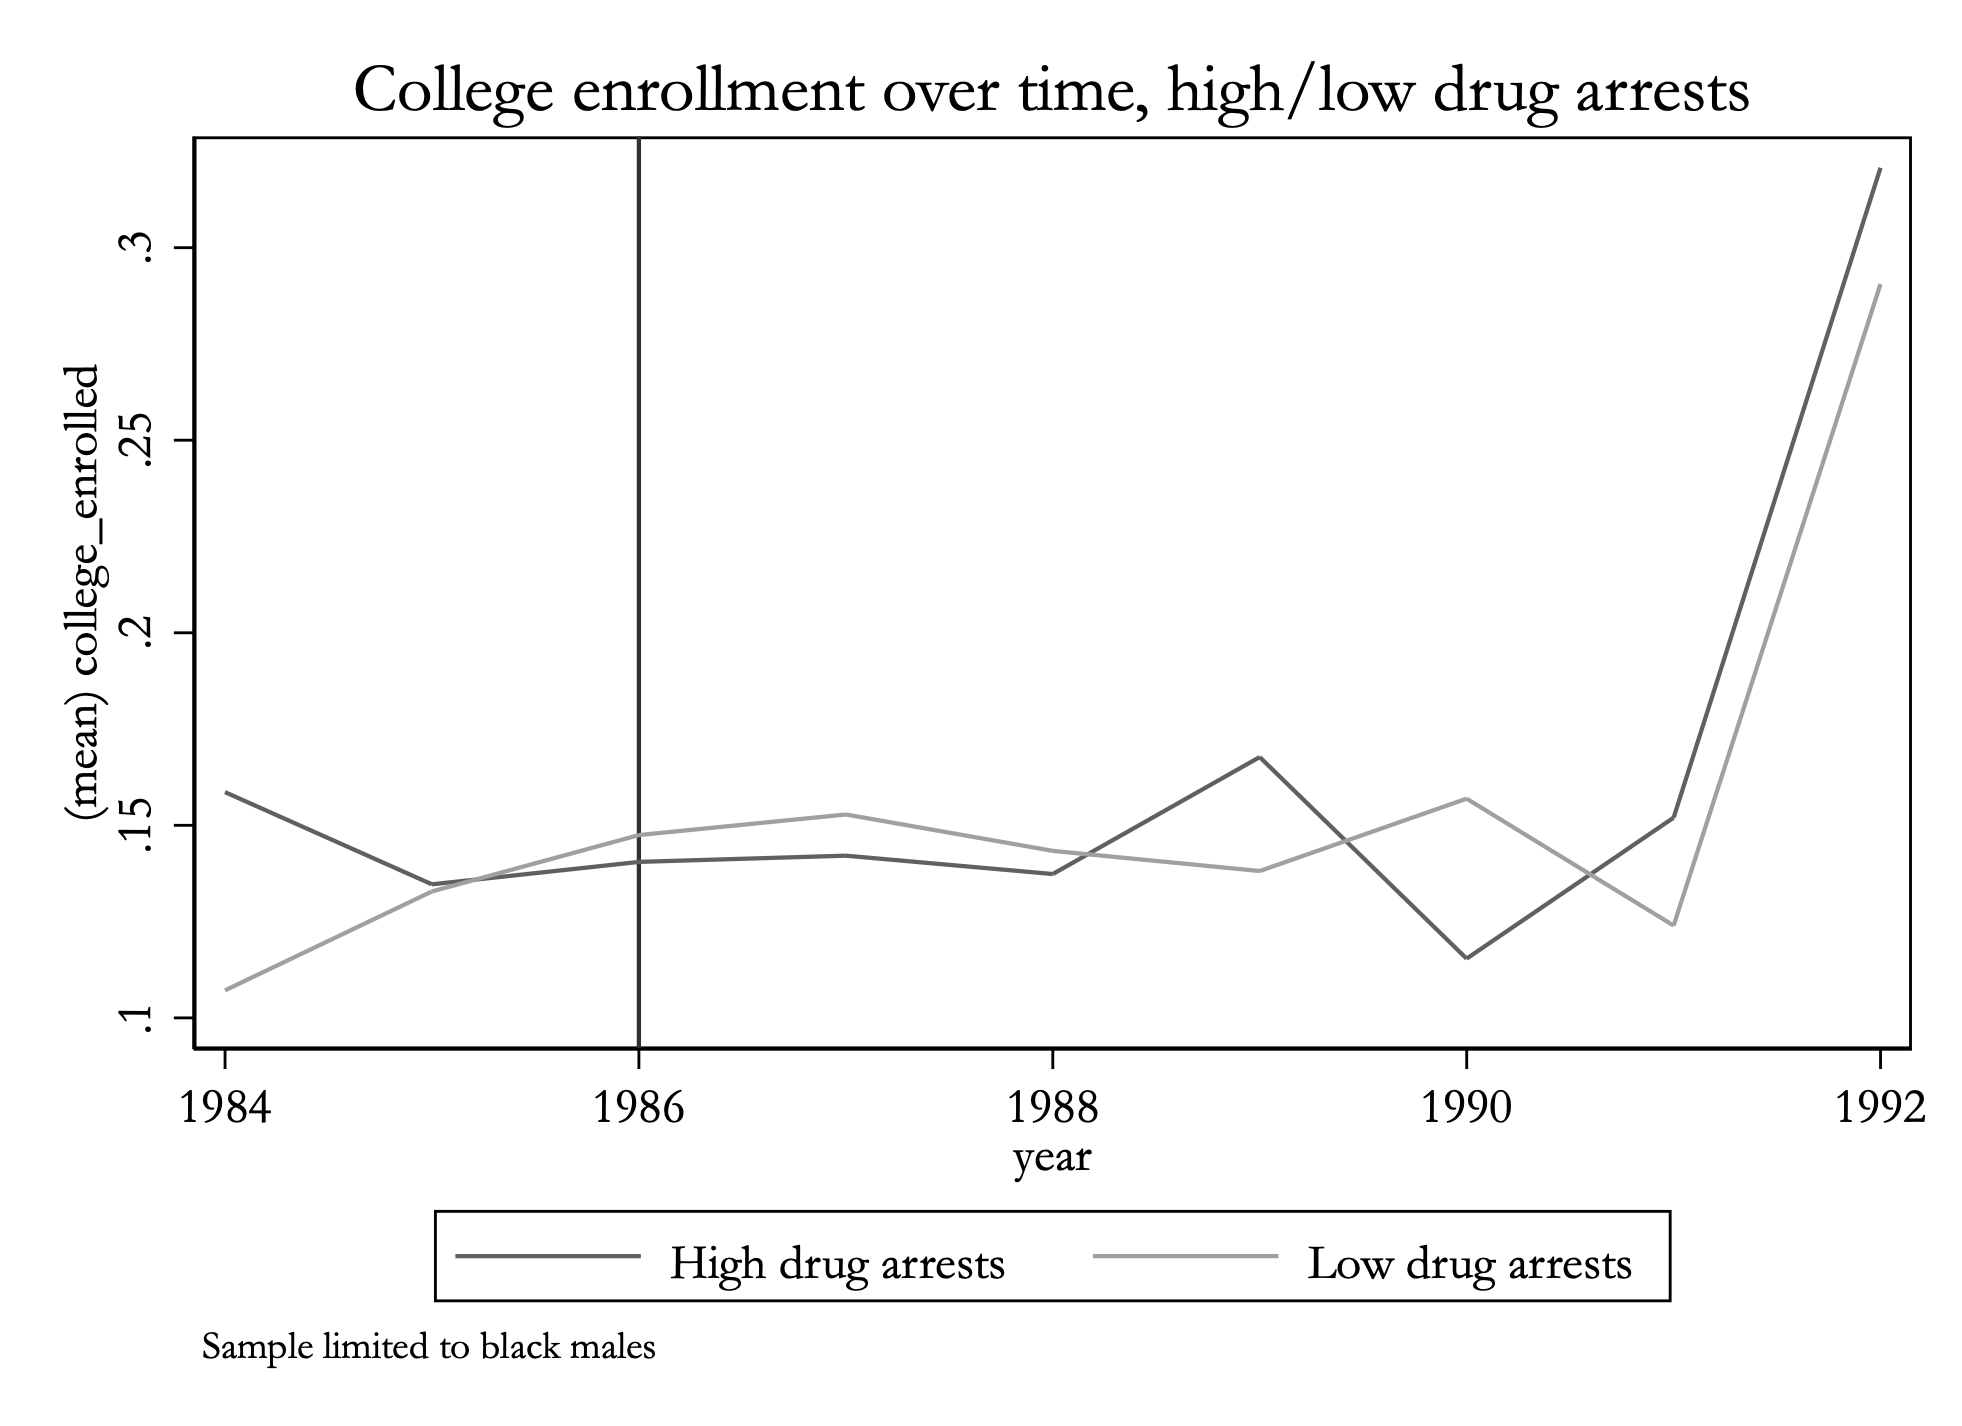 College enrollment over time, high/low drug arrests
(mean) college_enrolled
.3
.25
.2
.15
.1
1984 1986 1988 1990 1992
year
High drug arrests Low drug arrests
Sample limited to black males